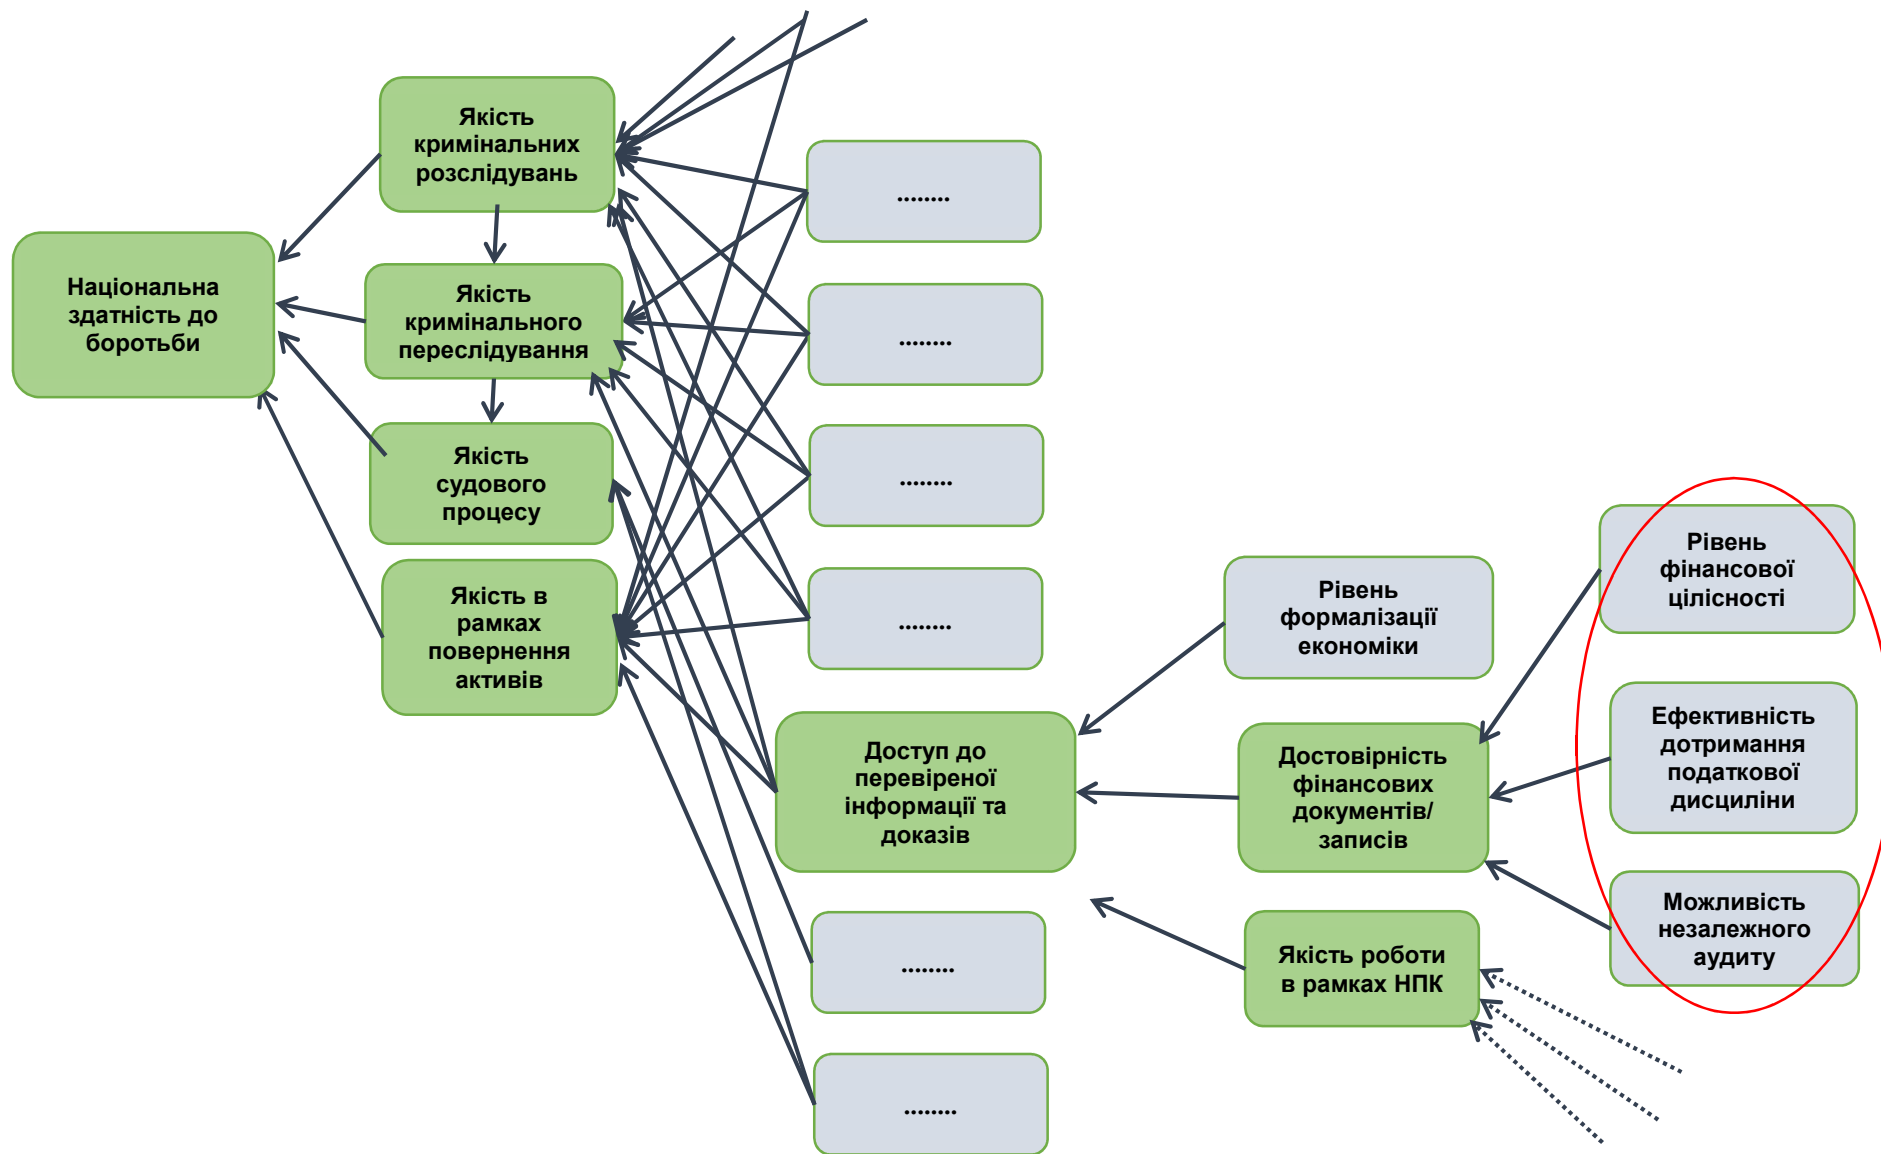 Якість
кримінальних
розслідувань
........
Національна
здатність до
боротьби
Якість
кримінального
переслідування
........
Якість
судового
процесу
........
Якість в
рамках
повернення
активів
........
Рівень
формалізації
економіки
Рівень
фінансової
цілісності
Доступ до
перевіреної
інформації та
доказів
Достовірність
фінансових
документів/
записів
Ефективність
дотримання
податкової
дисциліни
........
Якість роботи
в рамках НПК
Можливість
незалежного
аудиту
........